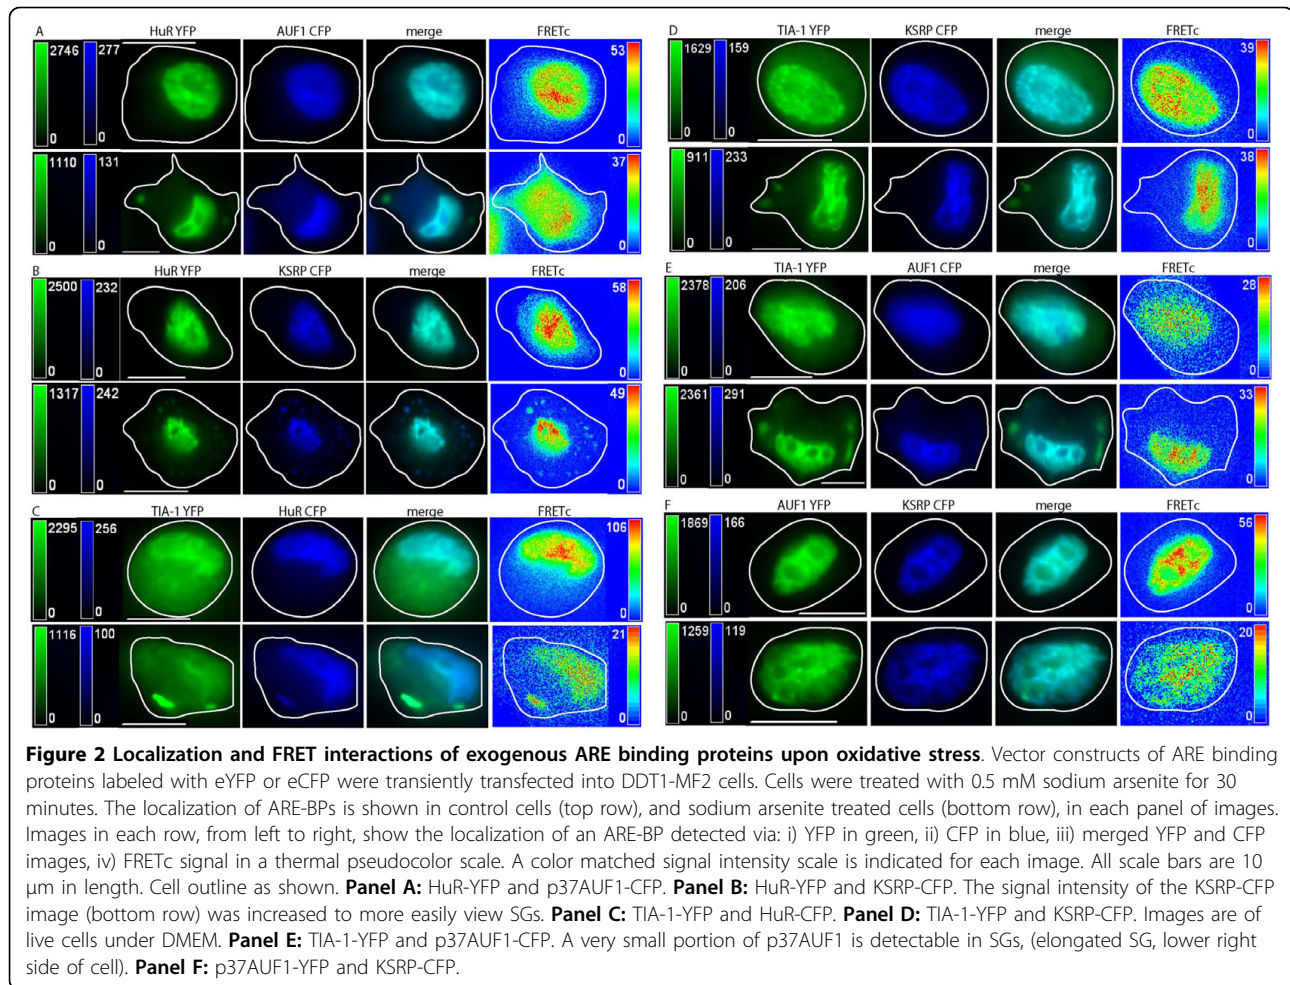 A HuR YFP AUF1 CFP merge FRETc
2746 277 53
0 0 0
1110 131 37
0 0 0
B HuR YFP KSRP CFP merge FRETc
2500 232 58
0 0 0
1317 242 49
0 0 0
C TIA-1 YFP HuR CFP merge FRETc
2295 256 106
0 0 0
1116 100 21
0 0 0
D TIA-1 YFP KSRP CFP merge FRETc
1629 159 39
0 0 0
911 233 38
0 0 0
E TIA-1 YFP AUF1 CFP merge FRETc
2378 206 28
0 0 0
2361 291 33
0 0 0
F AUF1 YFP KSRP CFP merge FRETc
1869 166 56
0 0 0
1259 119 20
0 0 0
Figure 2 Localization and FRET interactions of exogenous ARE binding proteins upon oxidative stress. Vector constructs of ARE binding
proteins labeled with eYFP or eCFP were transiently transfected into DDT1-MF2 cells. Cells were treated with 0.5 mM sodium arsenite for 30
minutes. The localization of ARE-BPs is shown in control cells (top row), and sodium arsenite treated cells (bottom row), in each panel of images.
Images in each row, from left to right, show the localization of an ARE-BP detected via: i) YFP in green, ii) CFP in blue, iii) merged YFP and CFP
images, iv) FRETc signal in a thermal pseudocolor scale. A color matched signal intensity scale is indicated for each image. All scale bars are 10
μm in length. Cell outline as shown. Panel A: HuR-YFP and p37AUF1-CFP. Panel B: HuR-YFP and KSRP-CFP. The signal intensity of the KSRP-CFP
image (bottom row) was increased to more easily view SGs. Panel C: TIA-1-YFP and HuR-CFP. Panel D: TIA-1-YFP and KSRP-CFP. Images are of
live cells under DMEM. Panel E: TIA-1-YFP and p37AUF1-CFP. A very small portion of p37AUF1 is detectable in SGs, (elongated SG, lower right
side of cell). Panel F: p37AUF1-YFP and KSRP-CFP.